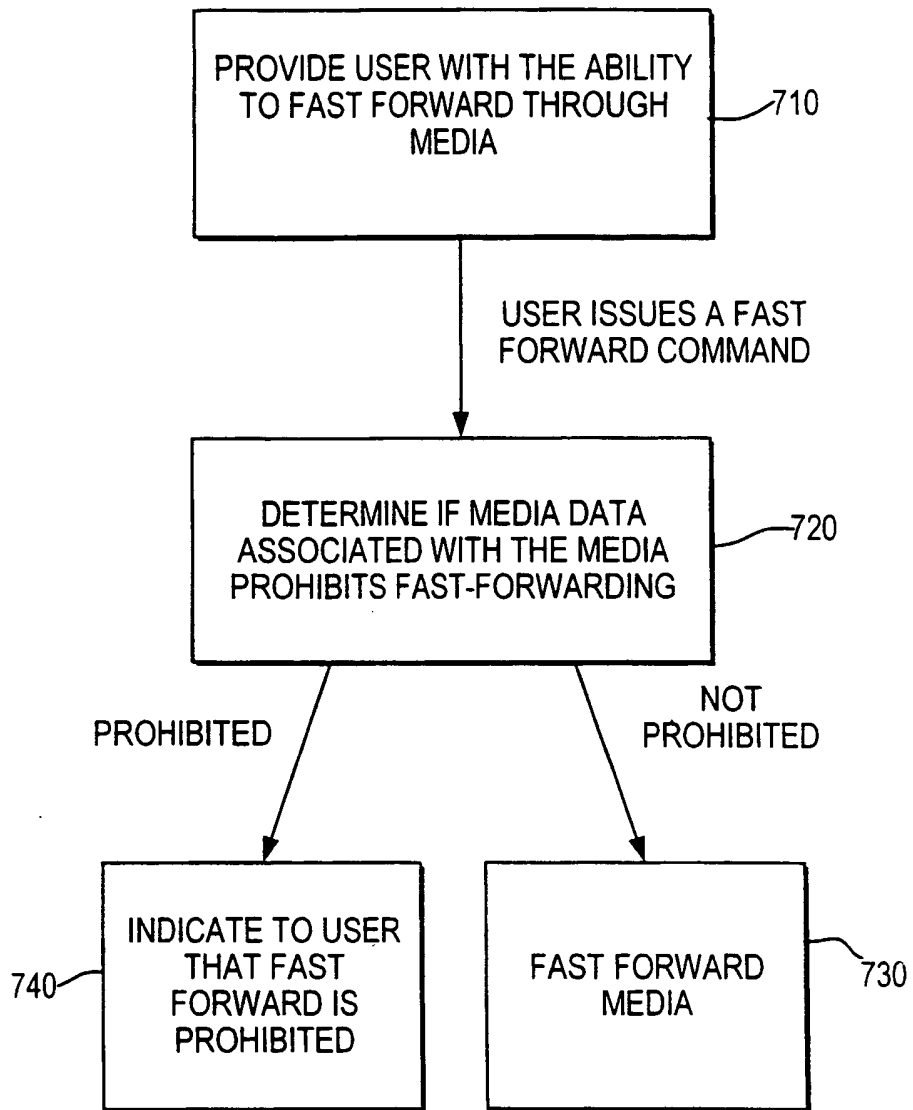 PROVIDE USER WITH THE ABILITY
TO FAST FORWARD THROUGH
MEDIA
710
USER ISSUES A FAST
FORWARD COMMAND
DETERMINE IF MEDIA DATA
ASSOCIATED WITH THE MEDIA
PROHIBITS FAST-FORWARDING
720
PROHIBITED
NOT
PROHIBITED
INDICATE TO USER
THAT FAST
FORWARD IS
PROHIBITED
740
FAST FORWARD
MEDIA
730